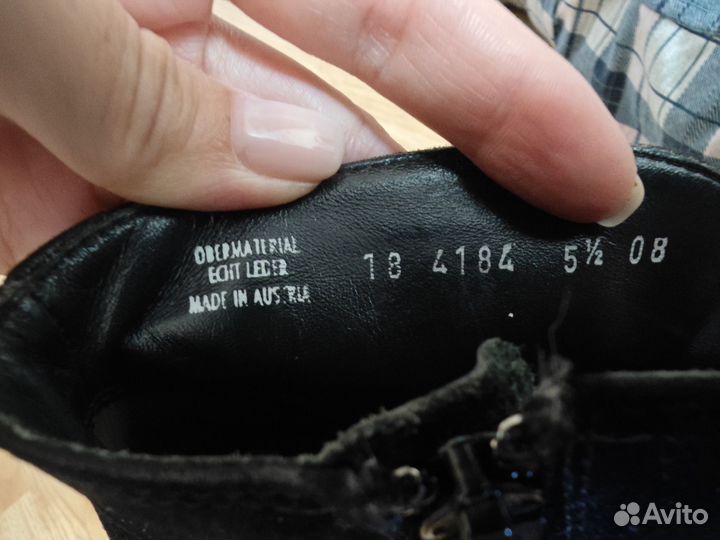 OBERMATERIAL
ECHT LEDER
MADE IN AUSTRIA
18 4184 5½ 08
Avito